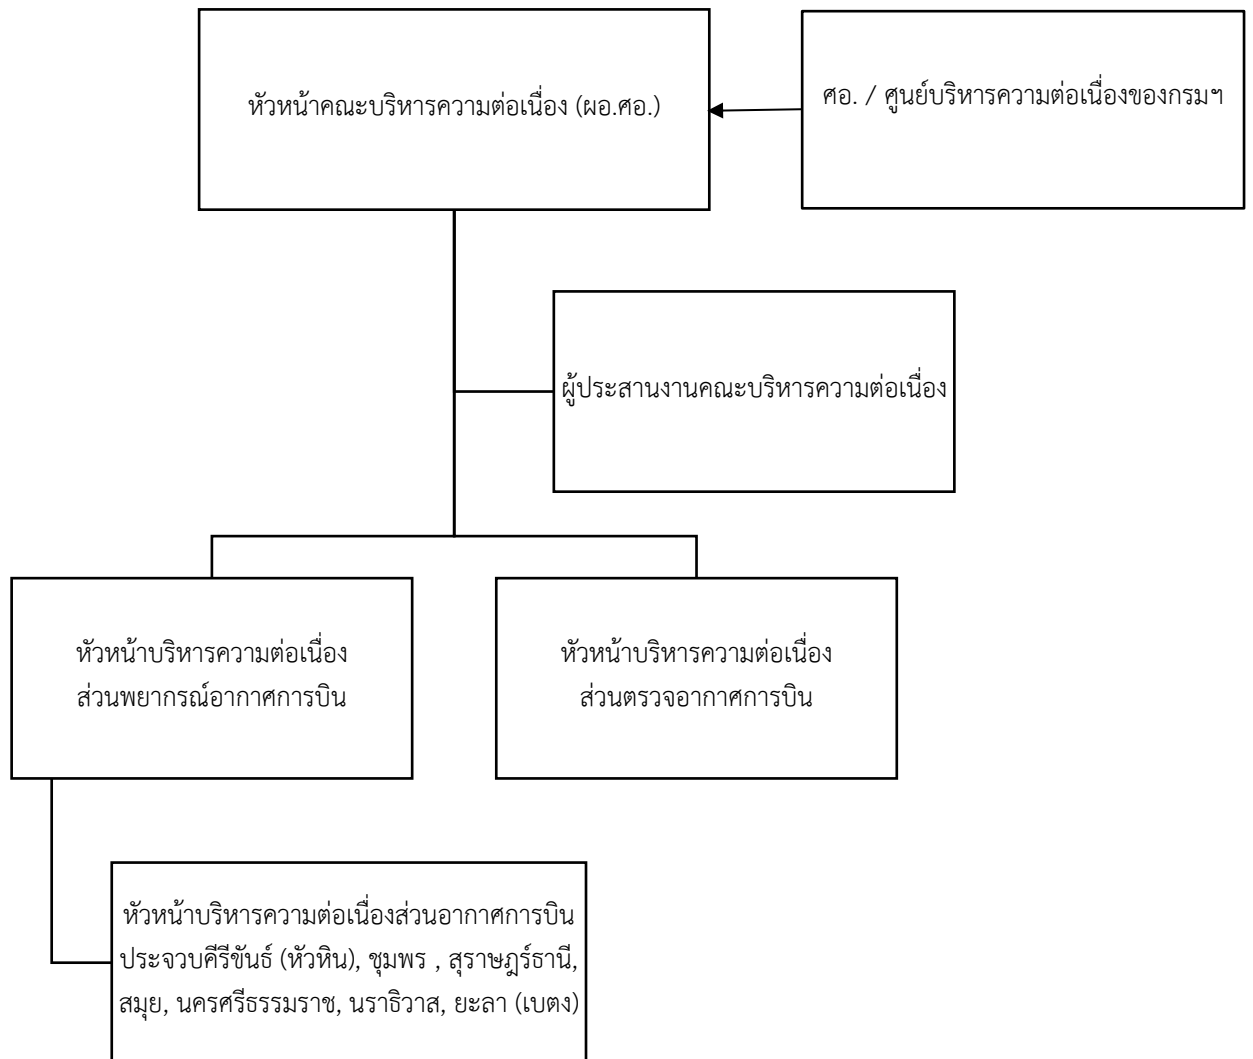 หัวหน้าคณะบริหารความต่อเนื่อง (ผอ.ศอ.)
ศอ. / ศูนย์บริหารความต่อเนื่องของกรมฯ
ผู้ประสานงานคณะบริหารความต่อเนื่อง
หัวหน้าบริหารความต่อเนื่อง
ส่วนพยากรณ์อากาศการบิน
หัวหน้าบริหารความต่อเนื่อง
ส่วนตรวจอากาศการบิน
หัวหน้าบริหารความต่อเนื่องส่วนอากาศการบิน
ประจวบคีรีขันธ์ (หัวหิน), ชุมพร , สุราษฎร์ธานี,
สมุย, นครศรีธรรมราช, นราธิวาส, ยะลา (เบตง)